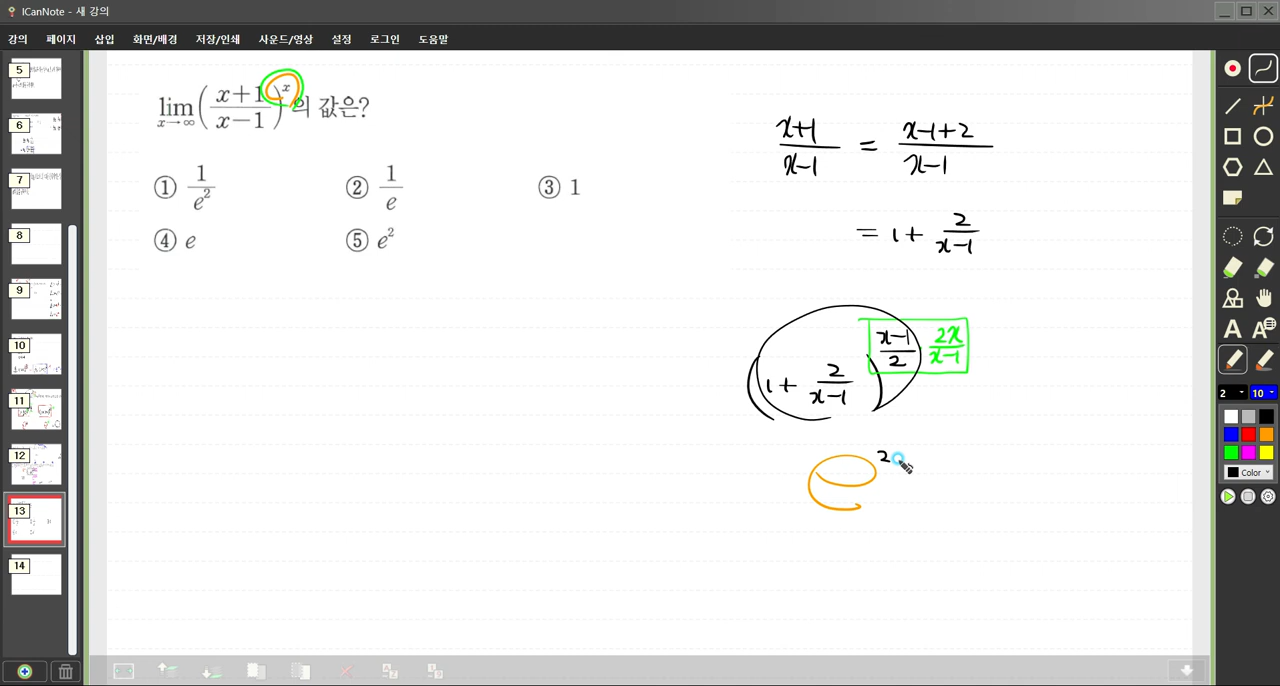 ICanNote - 새 강의
강의 페이지 삽입 화면/배경 저장/인쇄 사운드/영상 설정 로그인 도움말
5
6
7
8
9
10
11
12
13
14
lim x→∞ ( (x+1)/(x−1) )^x 의 값은?
① 1/e² ② 1/e ③ 1
④ e ⑤ e²
(x+1)/(x−1) = (x−1+2)/(x−1)
= 1 + 2/(x−1)
(1 + 2/(x−1))^((x−1)/2 · 2x/(x−1))
e²
A A
2 10
Color